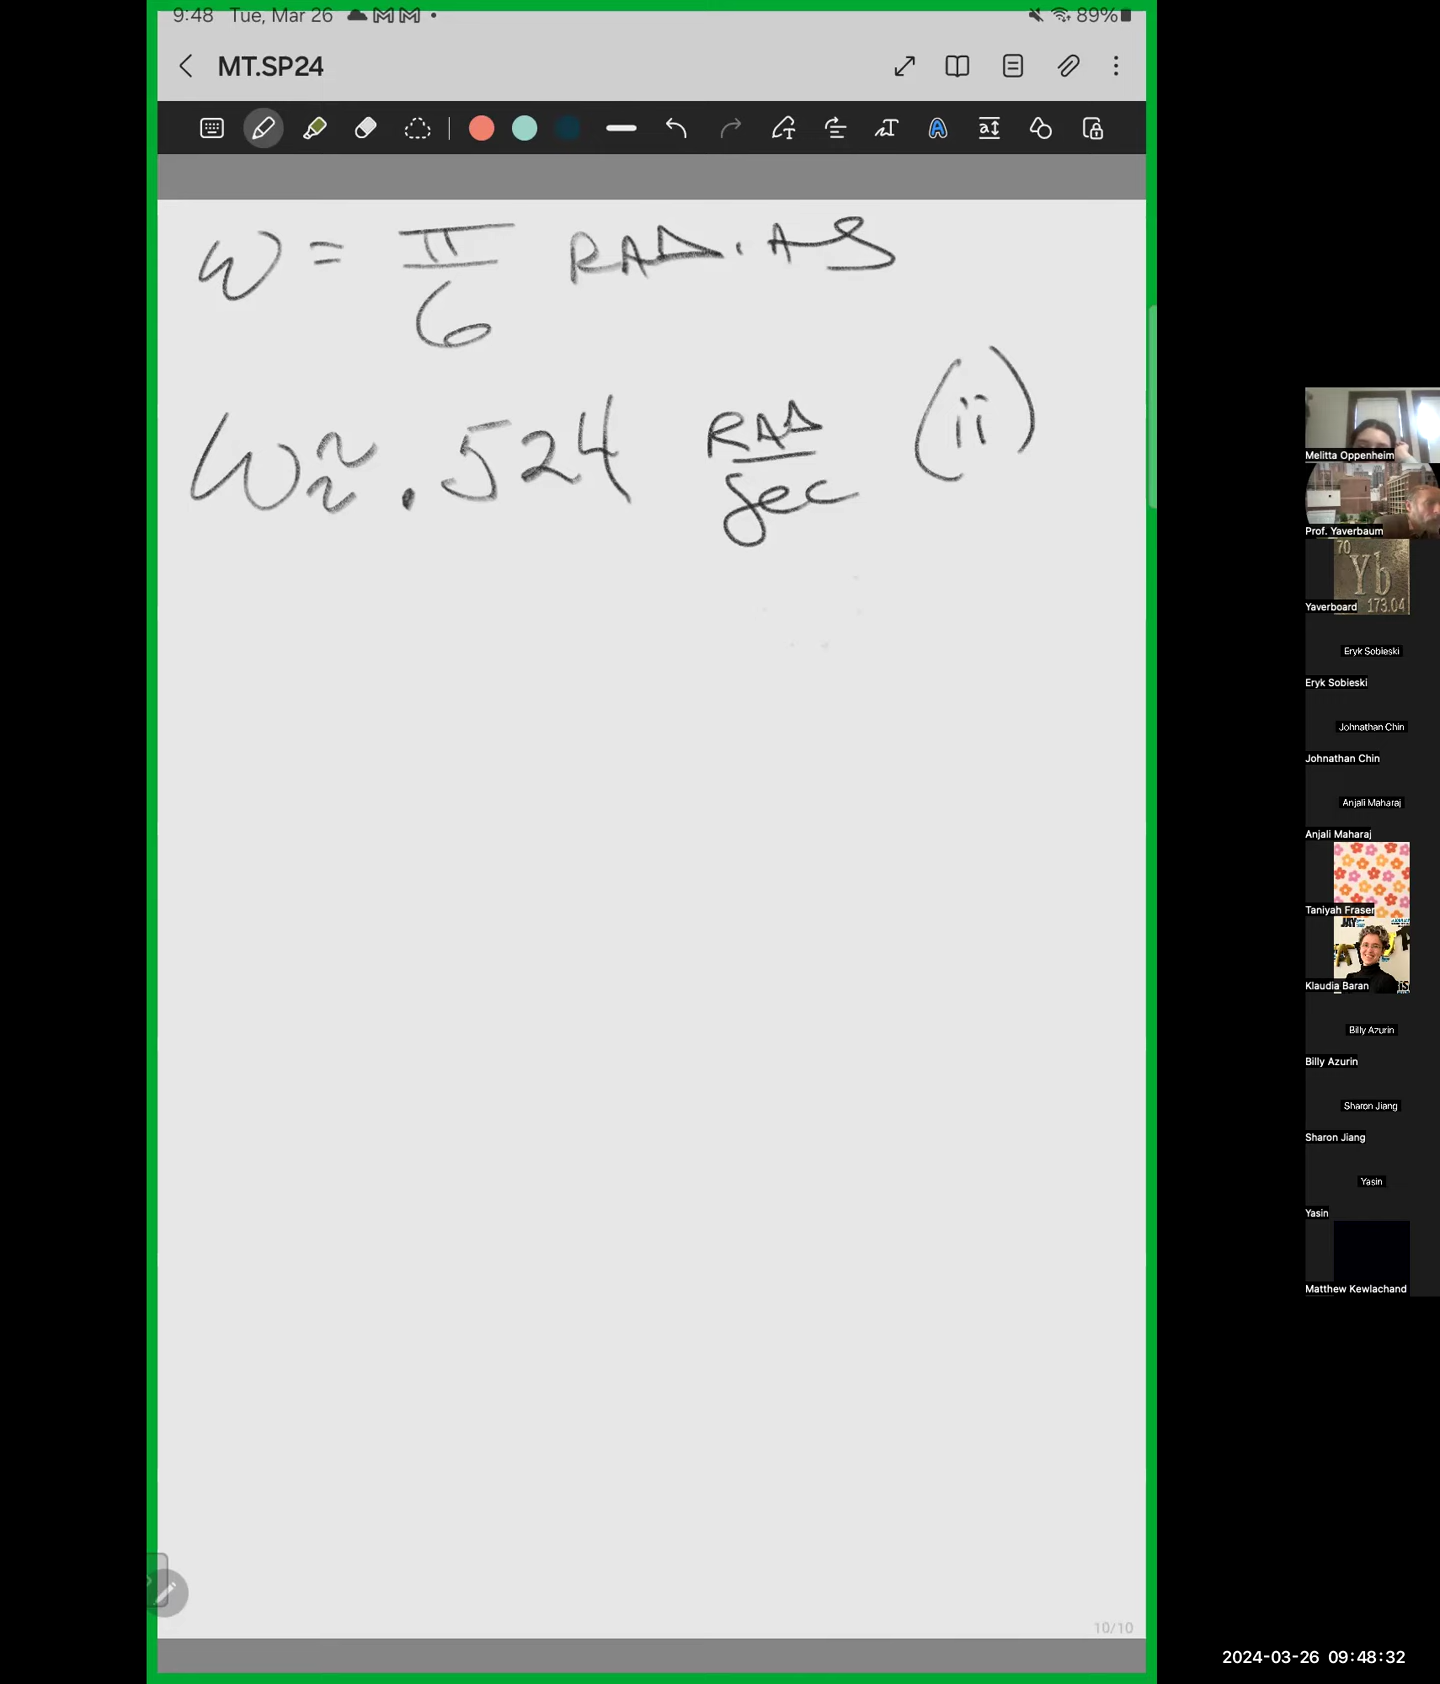 9:48 Tue, Mar 26 89%
MT.SP24
ω = π/6 RAD.
ω ≈ .524 RAD/sec (ii)
10/10
Melitta Oppenheim
Prof. Yaverbaum
70
Yb
173.04
Yaverboard
Eryk Sobieski
Eryk Sobieski
Johnathan Chin
Johnathan Chin
Anjali Maharaj
Anjali Maharaj
Taniyah Fraser
JAY
Klaudia Baran
Billy Azurin
Billy Azurin
Sharon Jiang
Sharon Jiang
Yasin
Yasin
Matthew Kewlachand
2024-03-26 09:48:32